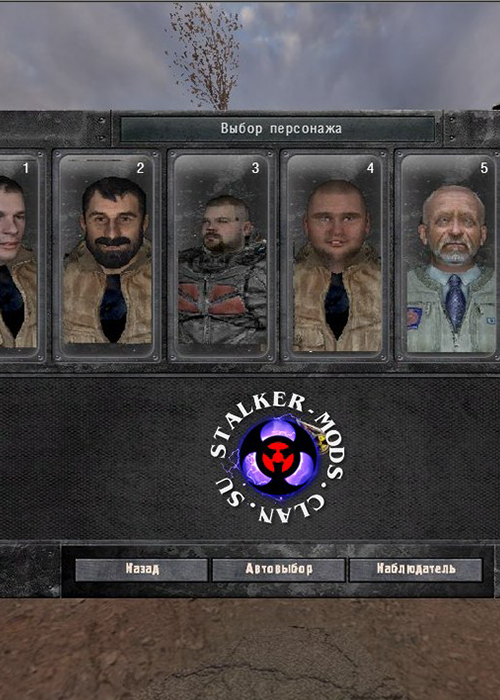 Выбор персонажа
1
2
3
4
5
STALKER-MODS.CLAN.SU
Назад
Автовыбор
Наблюдатель